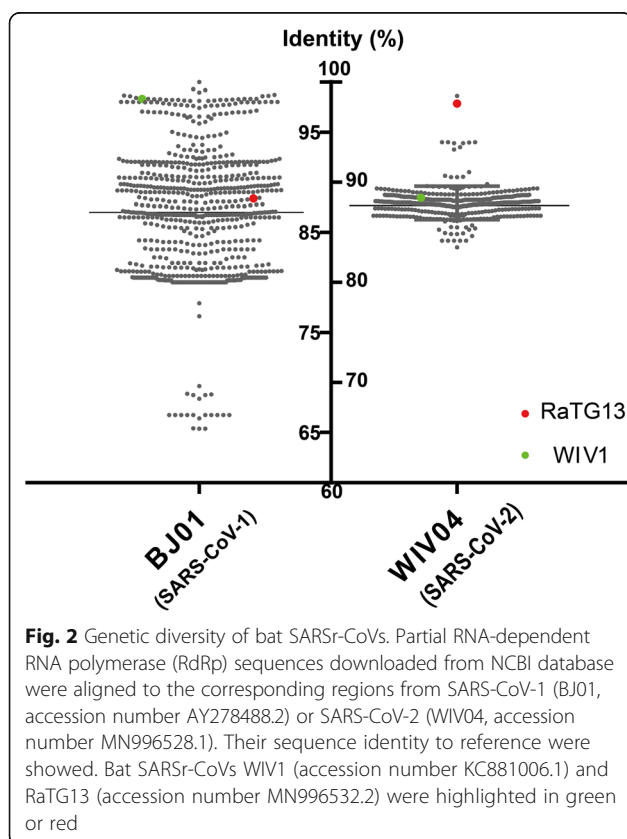 Identity (%)
100
95
90
85
80
75
70
65
60
RaTG13
WIV1
BJ01
(SARS-CoV-1)
WIV04
(SARS-CoV-2)
Fig. 2 Genetic diversity of bat SARSr-CoVs. Partial RNA-dependent
RNA polymerase (RdRp) sequences downloaded from NCBI database
were aligned to the corresponding regions from SARS-CoV-1 (BJ01,
accession number AY278488.2) or SARS-CoV-2 (WIV04, accession
number MN996528.1). Their sequence identity to reference were
showed. Bat SARSr-CoVs WIV1 (accession number KC881006.1) and
RaTG13 (accession number MN996532.2) were highlighted in green
or red